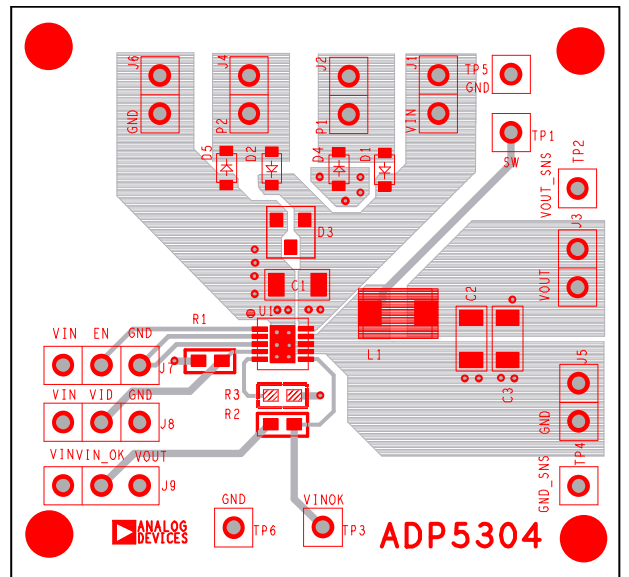 J6 J4 J2 J1 TP5
GND
GND P2 P1 VIN TP1
SW
D5 D2 D4 D1 TP2
VOUT_SNS
D3 J3
C1 VOUT
U1 C2
R1
L1
VIN EN GND
J7 J5
C3
VIN VID GND R3
R2
J8 GND
VIN VIN_OK VOUT TP4
GND_SNS
J9
GND VINOK
TP6 TP3
ANALOG
DEVICES
ADP5304